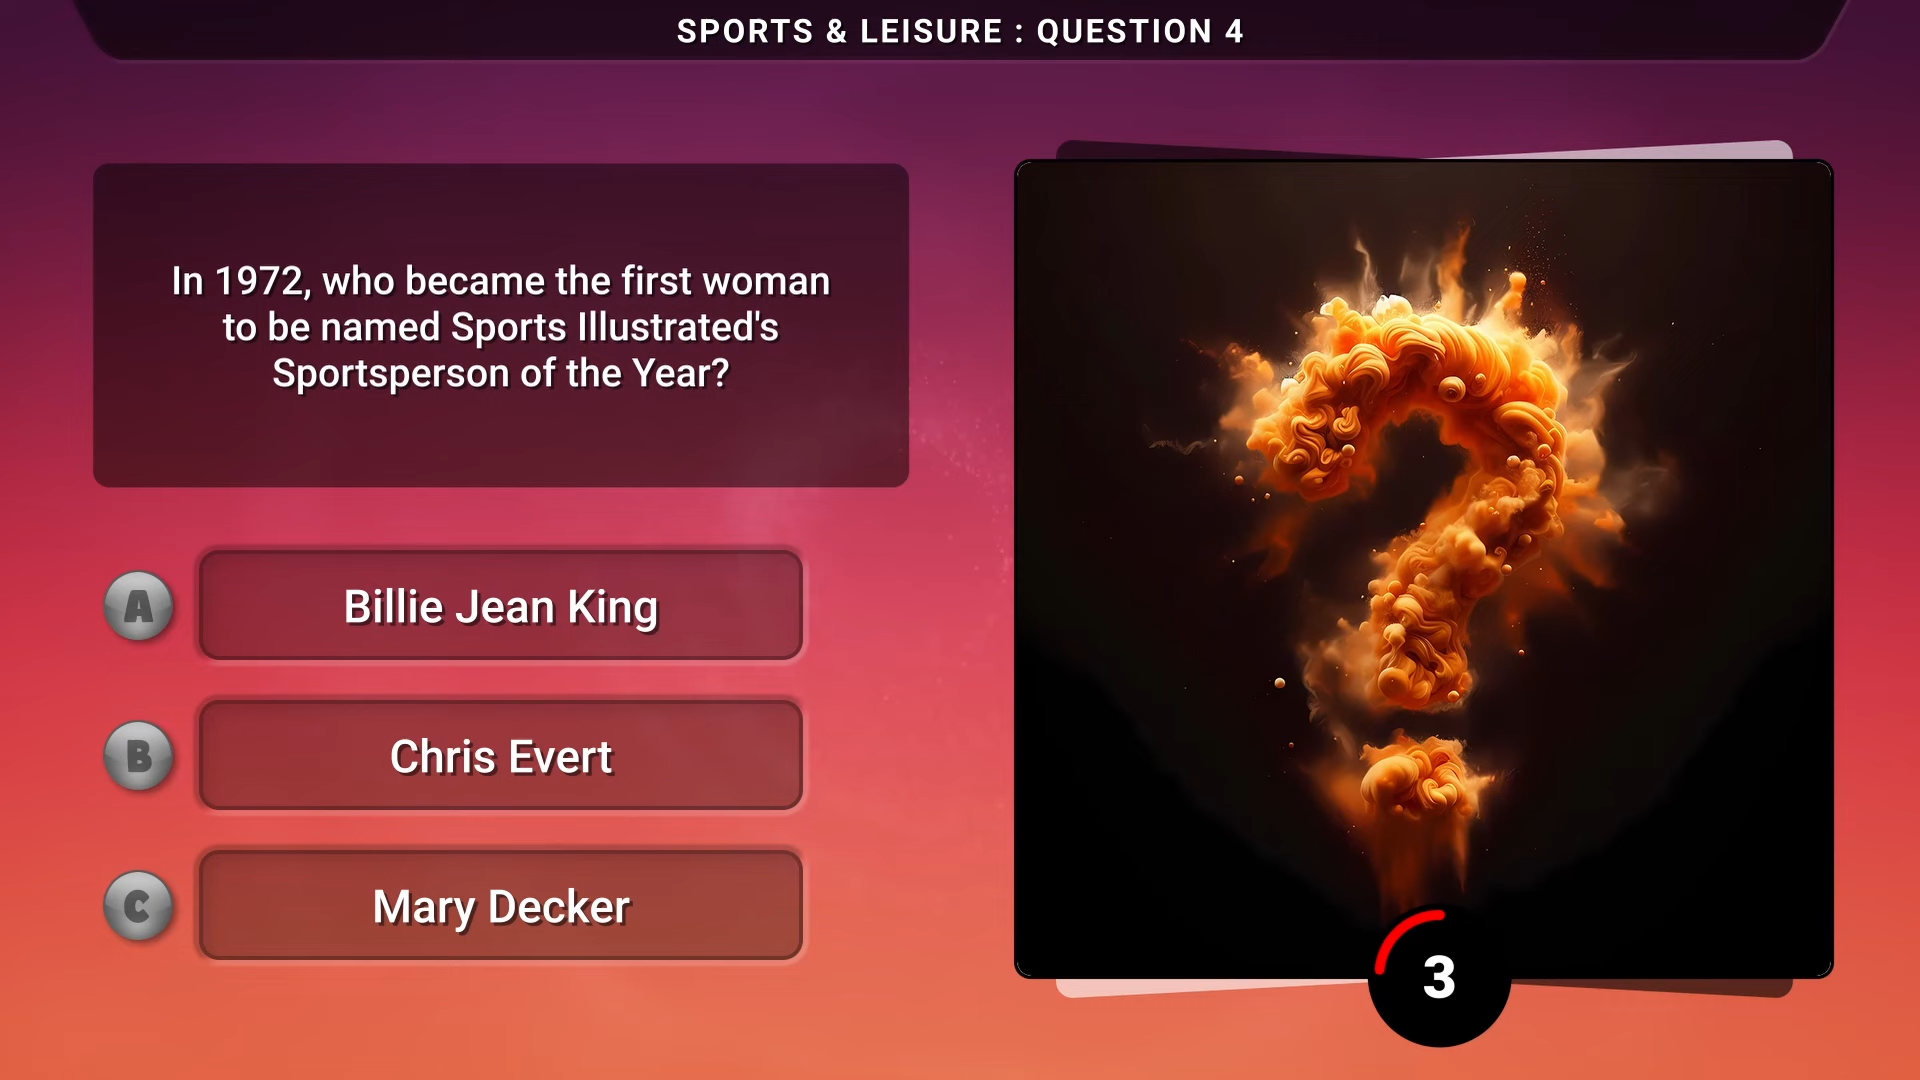 SPORTS & LEISURE : QUESTION 4
In 1972, who became the first woman
to be named Sports Illustrated's
Sportsperson of the Year?
A Billie Jean King
B Chris Evert
C Mary Decker
3